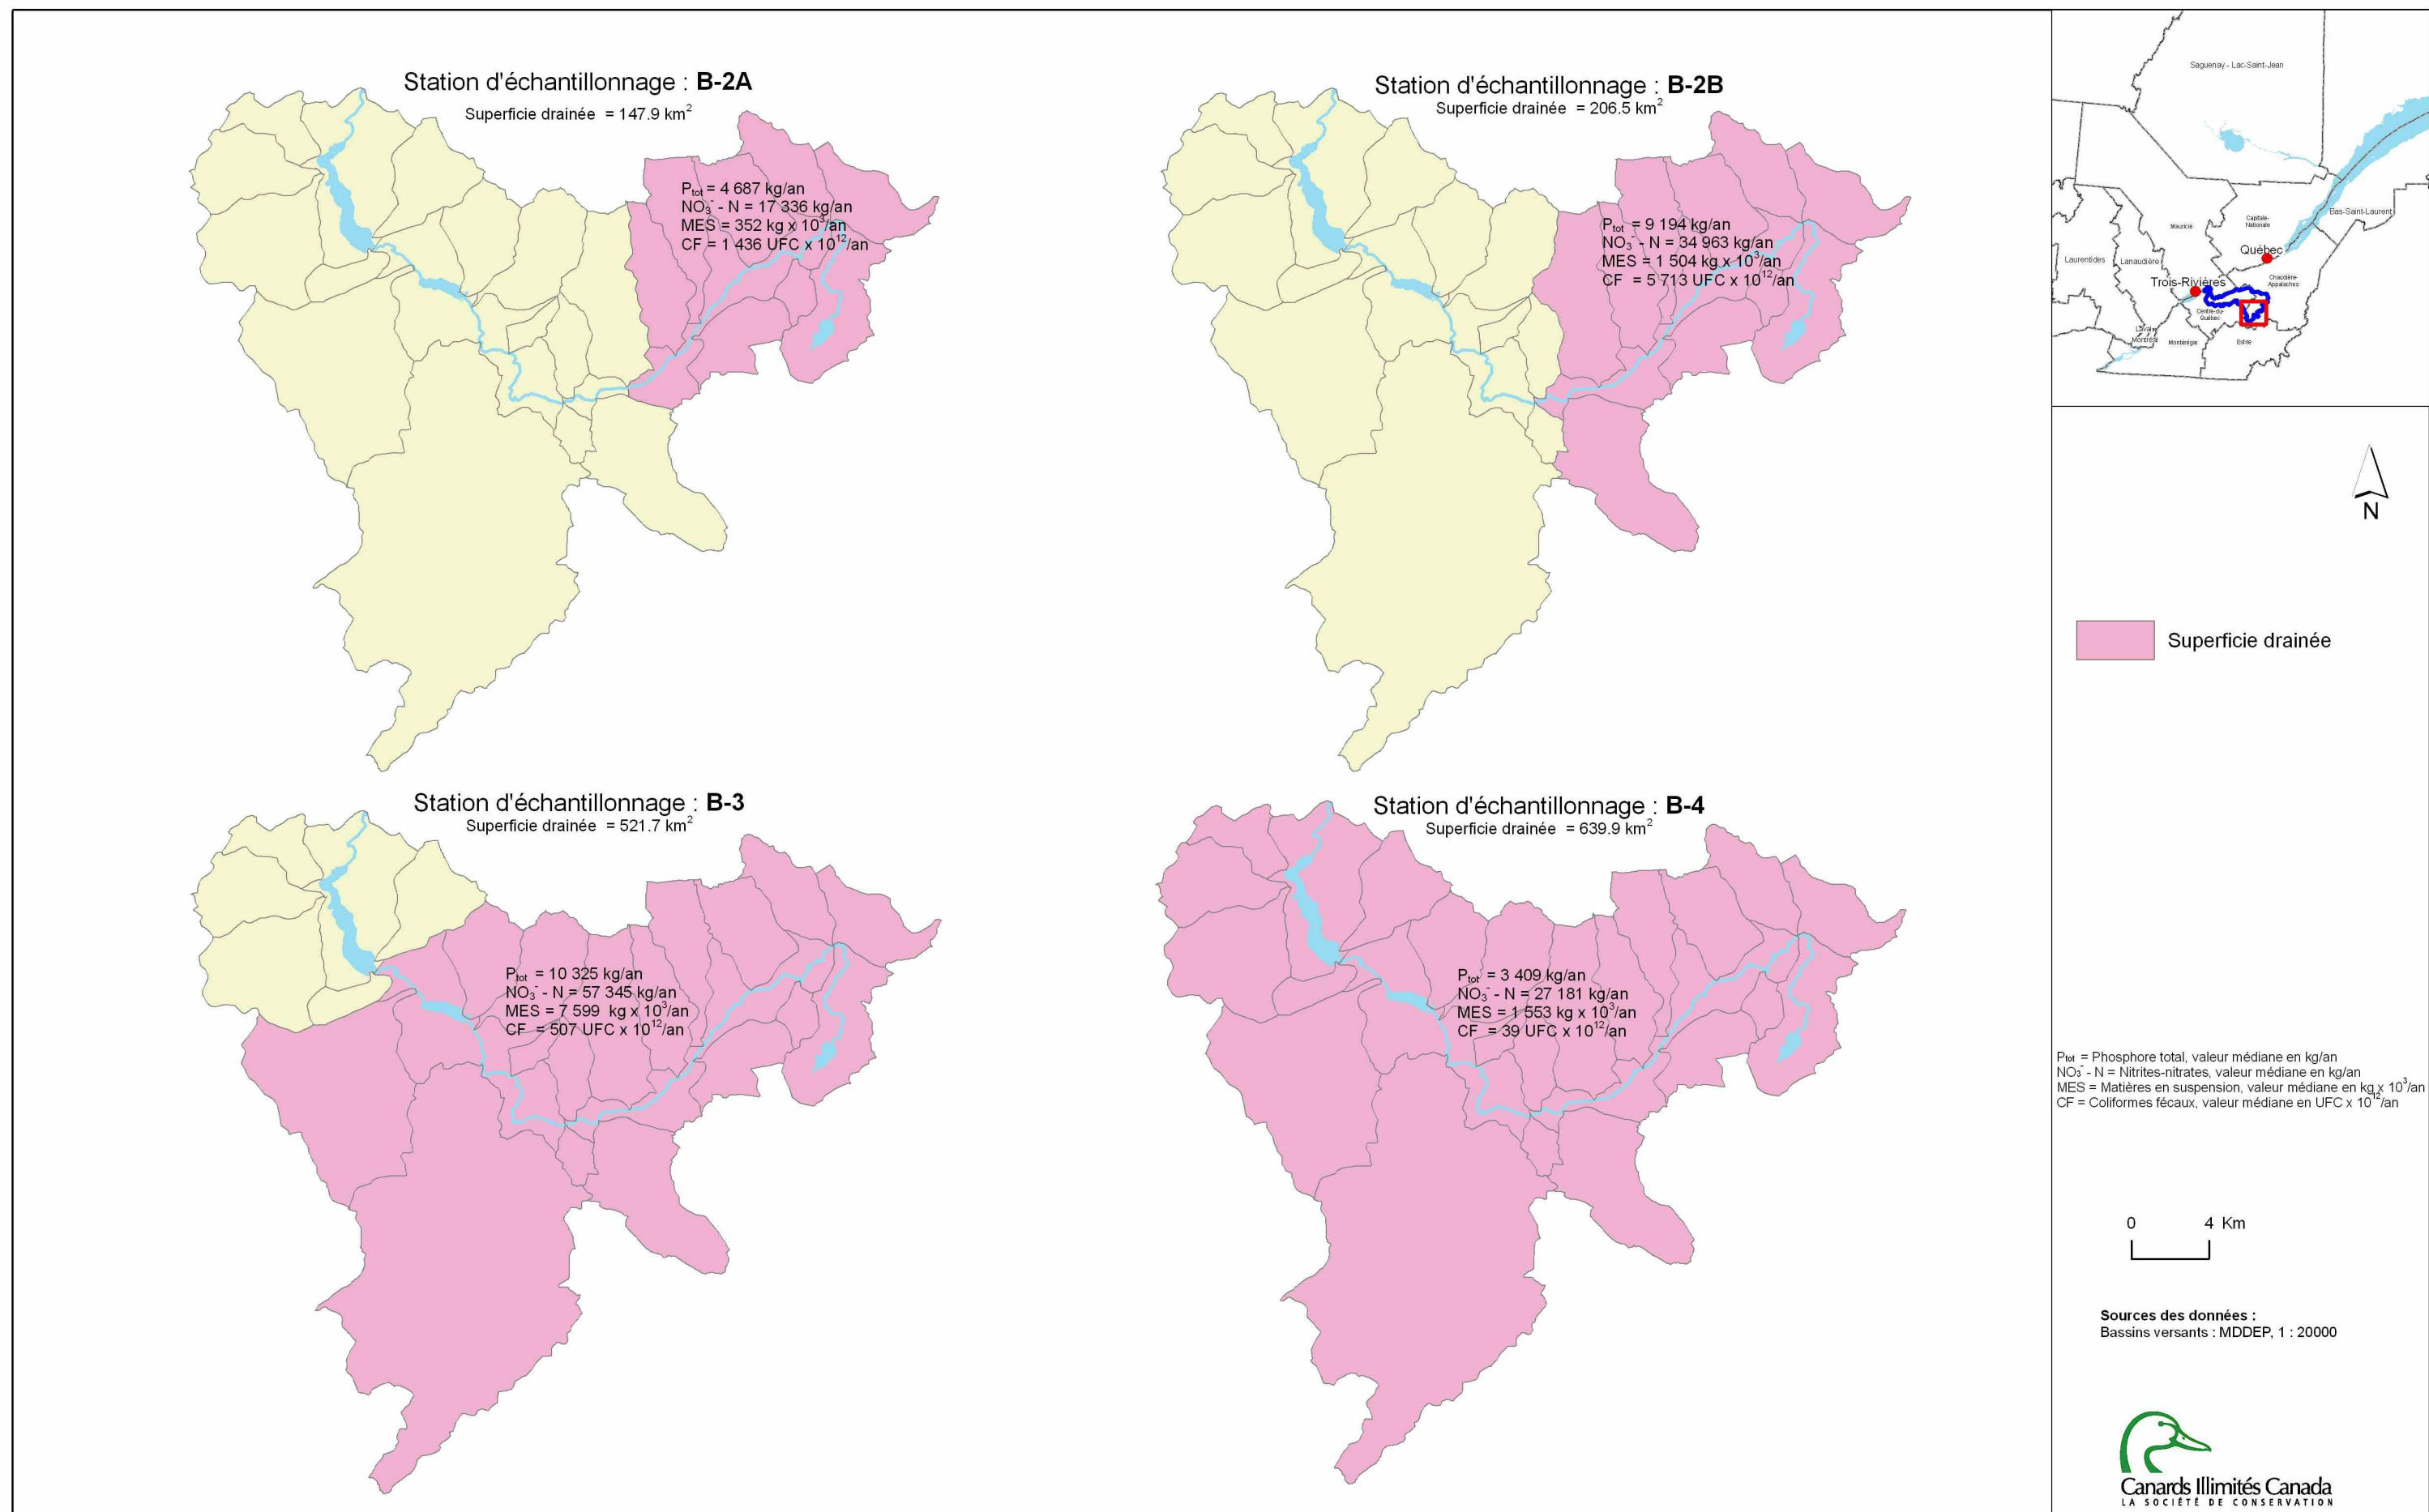 Station d'échantillonnage : B-2A
Superficie drainée = 147.9 km²
Ptot = 4 687 kg/an
NO₃⁻ - N = 17 336 kg/an
MES = 352 kg x 10³/an
CF = 1 436 UFC x 10¹²/an
Station d'échantillonnage : B-2B
Superficie drainée = 206.5 km²
Ptot = 9 194 kg/an
NO₃⁻ - N = 34 963 kg/an
MES = 1 504 kg x 10³/an
CF = 5 713 UFC x 10¹²/an
Station d'échantillonnage : B-3
Superficie drainée = 521.7 km²
Ptot = 10 325 kg/an
NO₃⁻ - N = 57 345 kg/an
MES = 7 599 kg x 10³/an
CF = 507 UFC x 10¹²/an
Station d'échantillonnage : B-4
Superficie drainée = 639.9 km²
Ptot = 3 409 kg/an
NO₃⁻ - N = 27 181 kg/an
MES = 1 553 kg x 10³/an
CF = 39 UFC x 10¹²/an
Saguenay - Lac-Saint-Jean
Bas-Saint-Laurent
Capitale-
Nationale
Mauricie
Québec
Laurentides
Lanaudière
Chaudière-
Appalaches
Trois-Rivières
Centre-du-
Québec
Laval
Montréal
Montérégie
Estrie
N
Superficie drainée
Ptot = Phosphore total, valeur médiane en kg/an
NO₃⁻ - N = Nitrites-nitrates, valeur médiane en kg/an
MES = Matières en suspension, valeur médiane en kg x 10³/an
CF = Coliformes fécaux, valeur médiane en UFC x 10¹²/an
0 4 Km
Sources des données :
Bassins versants : MDDEP, 1 : 20000
Canards Illimités Canada
LA SOCIÉTÉ DE CONSERVATION